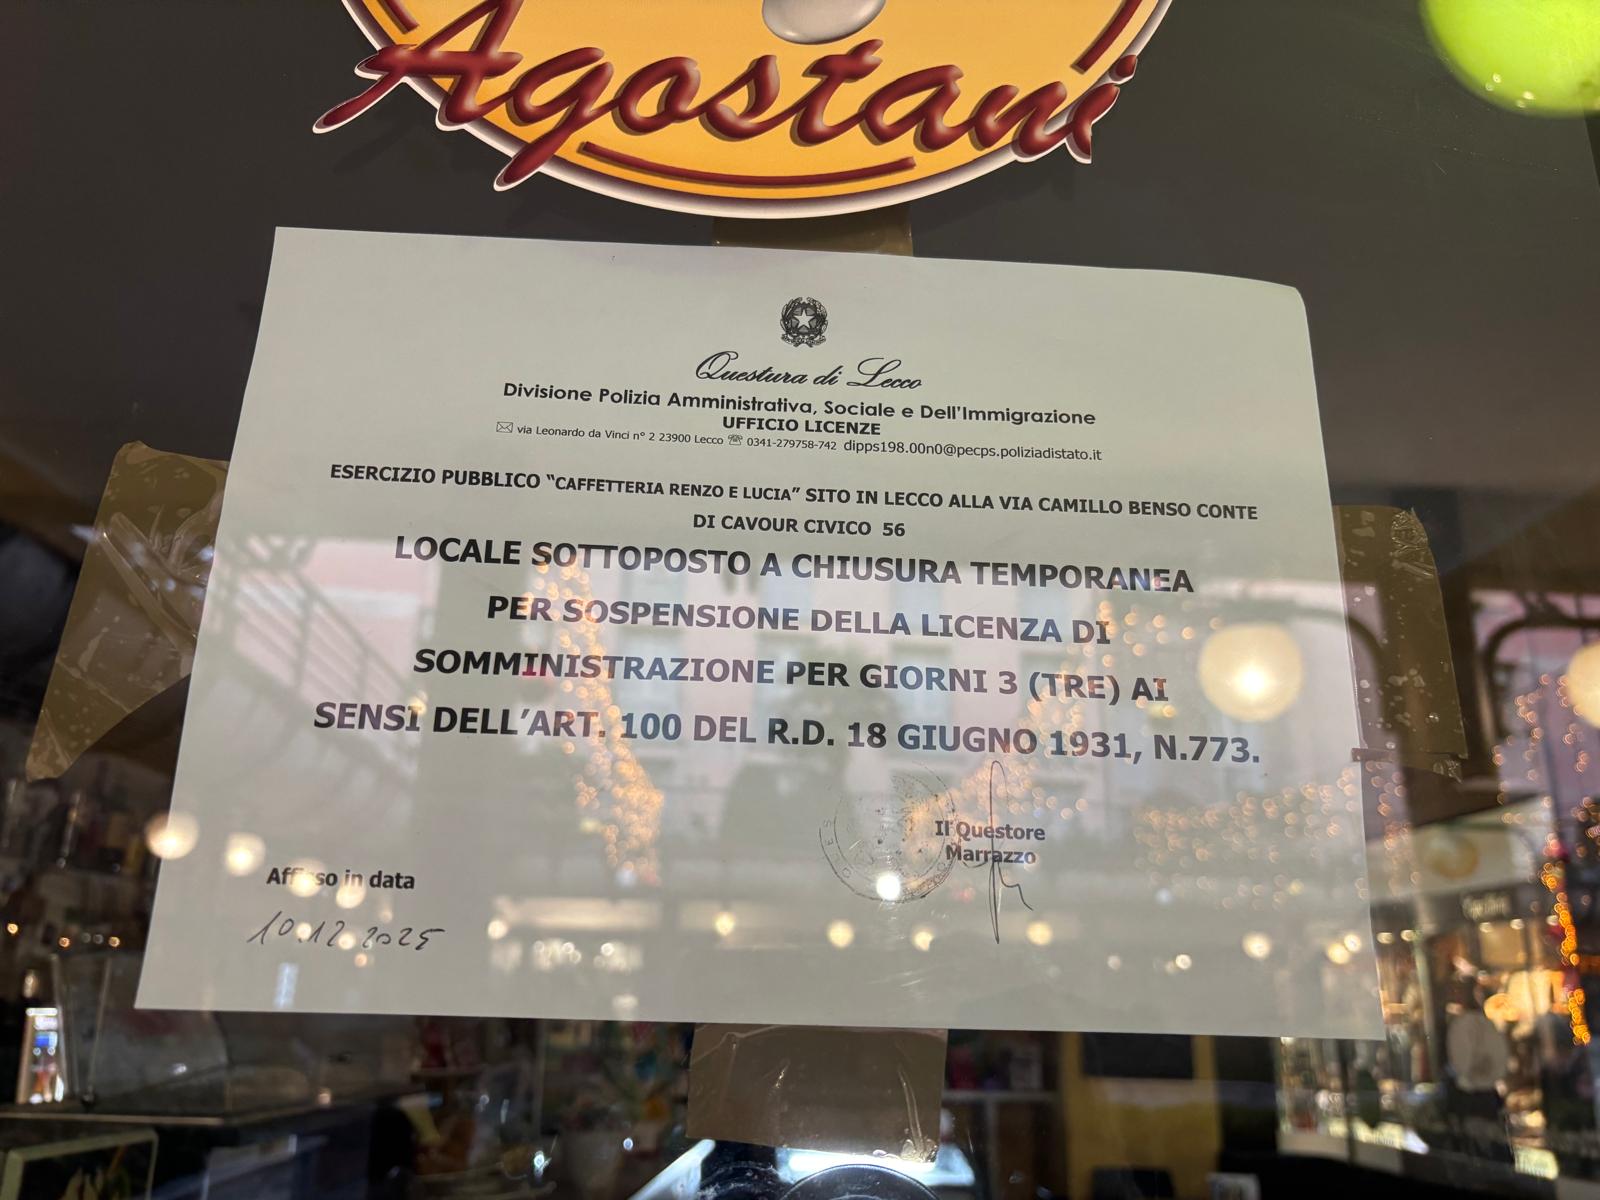 Agostani
Questura di Lecco
Divisione Polizia Amministrativa, Sociale e Dell'Immigrazione
UFFICIO LICENZE
via Leonardo da Vinci n° 2 23900 Lecco 0341-279758-742 dipps198.00n0@pecps.poliziadistato.it
ESERCIZIO PUBBLICO "CAFFETTERIA RENZO E LUCIA" SITO IN LECCO ALLA VIA CAMILLO BENSO CONTE
DI CAVOUR CIVICO 56
LOCALE SOTTOPOSTO A CHIUSURA TEMPORANEA
PER SOSPENSIONE DELLA LICENZA DI
SOMMINISTRAZIONE PER GIORNI 3 (TRE) AI
SENSI DELL'ART. 100 DEL R.D. 18 GIUGNO 1931, N.773.
Il Questore
Marrazzo
Affisso in data
10.12.2025